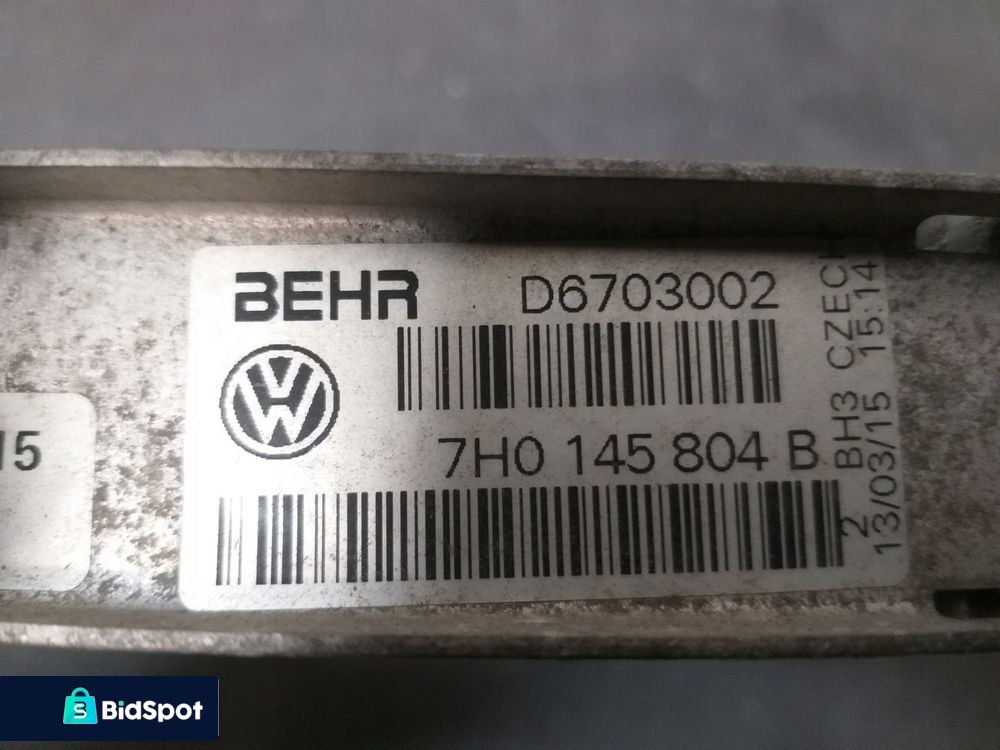 BEHR D6703002
7H0 145 804 B
2 BH3 CZECH
13/03/15 15:14
15
BidSpot